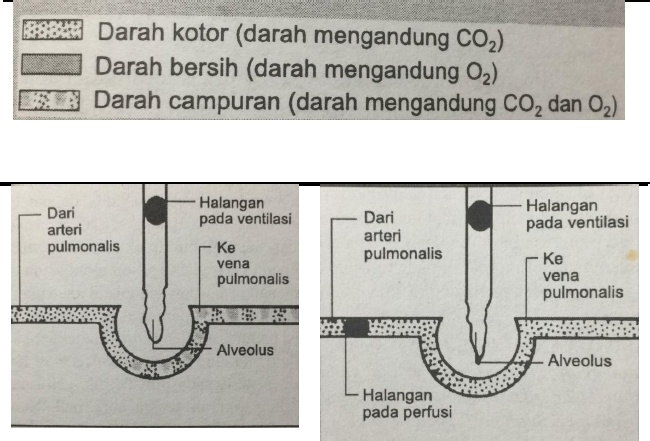 Darah kotor (darah mengandung CO₂)
Darah bersih (darah mengandung O₂)
Darah campuran (darah mengandung CO₂ dan O₂)
Dari
arteri
pulmonalis
Halangan
pada ventilasi
Ke
vena
pulmonalis
Alveolus
Dari
arteri
pulmonalis
Halangan
pada ventilasi
Ke
vena
pulmonalis
Alveolus
Halangan
pada perfusi